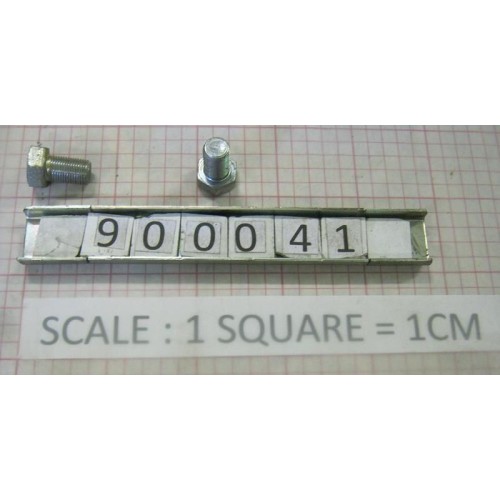 900041
SCALE : 1 SQUARE = 1CM